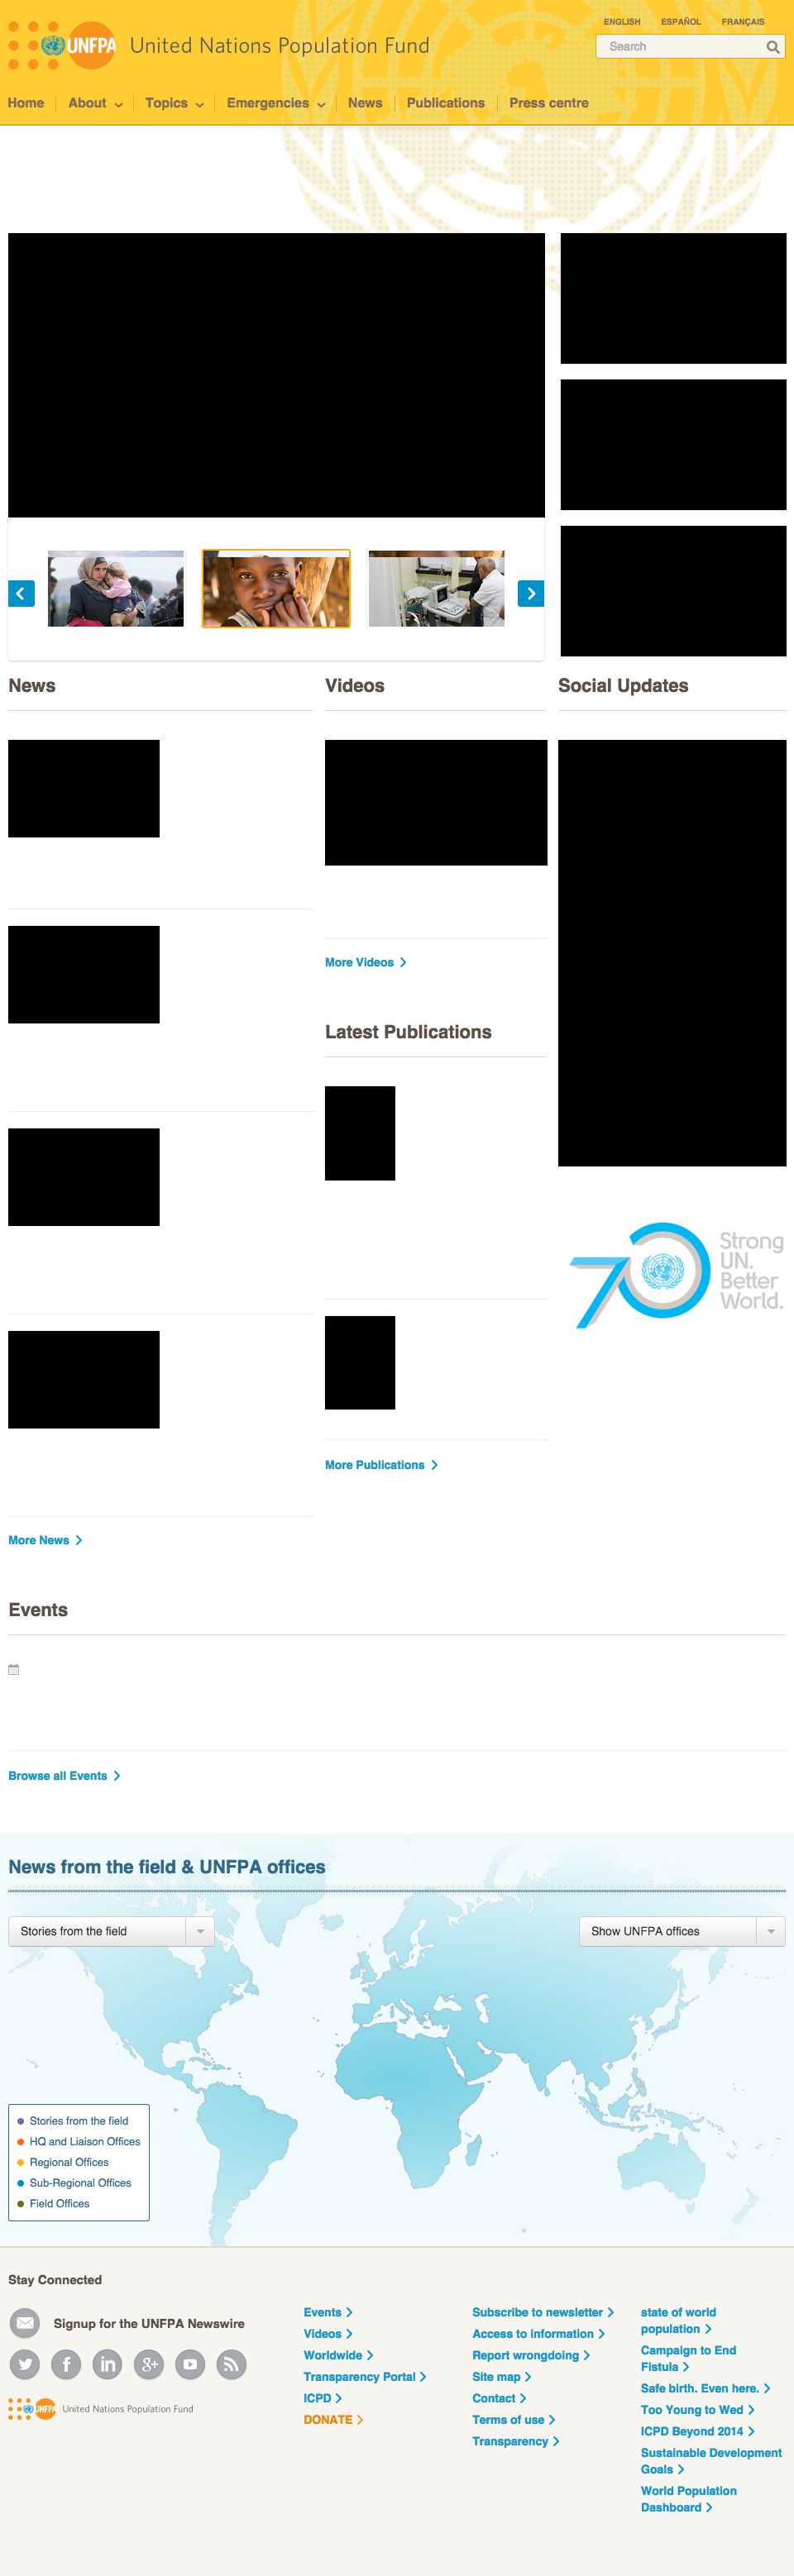 ENGLISH ESPAÑOL FRANÇAIS
UNFPA United Nations Population Fund
Search
Home About Topics Emergencies News Publications Press centre
News
Videos
Social Updates
More Videos
Latest Publications
70 Strong
UN.
Better
World.
More Publications
More News
Events
Browse all Events
News from the field & UNFPA offices
Stories from the field
Show UNFPA offices
Stories from the field
HQ and Liaison Offices
Regional Offices
Sub-Regional Offices
Field Offices
Stay Connected
Signup for the UNFPA Newswire
UNFPA United Nations Population Fund
Events
Videos
Worldwide
Transparency Portal
ICPD
DONATE
Subscribe to newsletter
Access to information
Report wrongdoing
Site map
Contact
Terms of use
Transparency
state of world
population
Campaign to End
Fistula
Safe birth. Even here.
Too Young to Wed
ICPD Beyond 2014
Sustainable Development
Goals
World Population
Dashboard